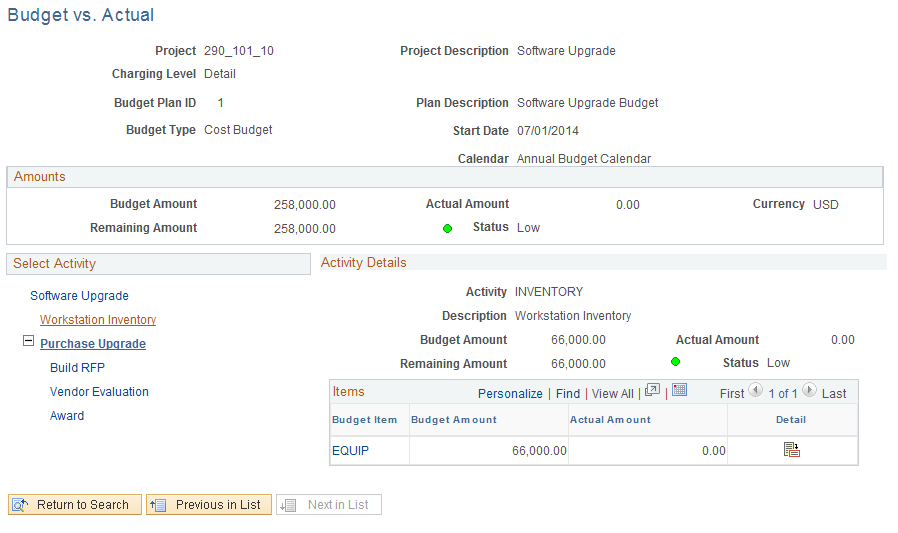 Budget vs. Actual
Project 290_101_10 Project Description Software Upgrade
Charging Level Detail
Budget Plan ID 1 Plan Description Software Upgrade Budget
Budget Type Cost Budget Start Date 07/01/2014
Calendar Annual Budget Calendar
Amounts
Budget Amount 258,000.00 Actual Amount 0.00 Currency USD
Remaining Amount 258,000.00 Status Low
Select Activity
Software Upgrade
Workstation Inventory
Purchase Upgrade
Build RFP
Vendor Evaluation
Award
Activity Details
Activity INVENTORY
Description Workstation Inventory
Budget Amount 66,000.00 Actual Amount 0.00
Remaining Amount 66,000.00 Status Low
Items Personalize | Find | View All | | First 1 of 1 Last
Budget Item Budget Amount Actual Amount Detail
EQUIP 66,000.00 0.00
Return to Search Previous in List Next in List